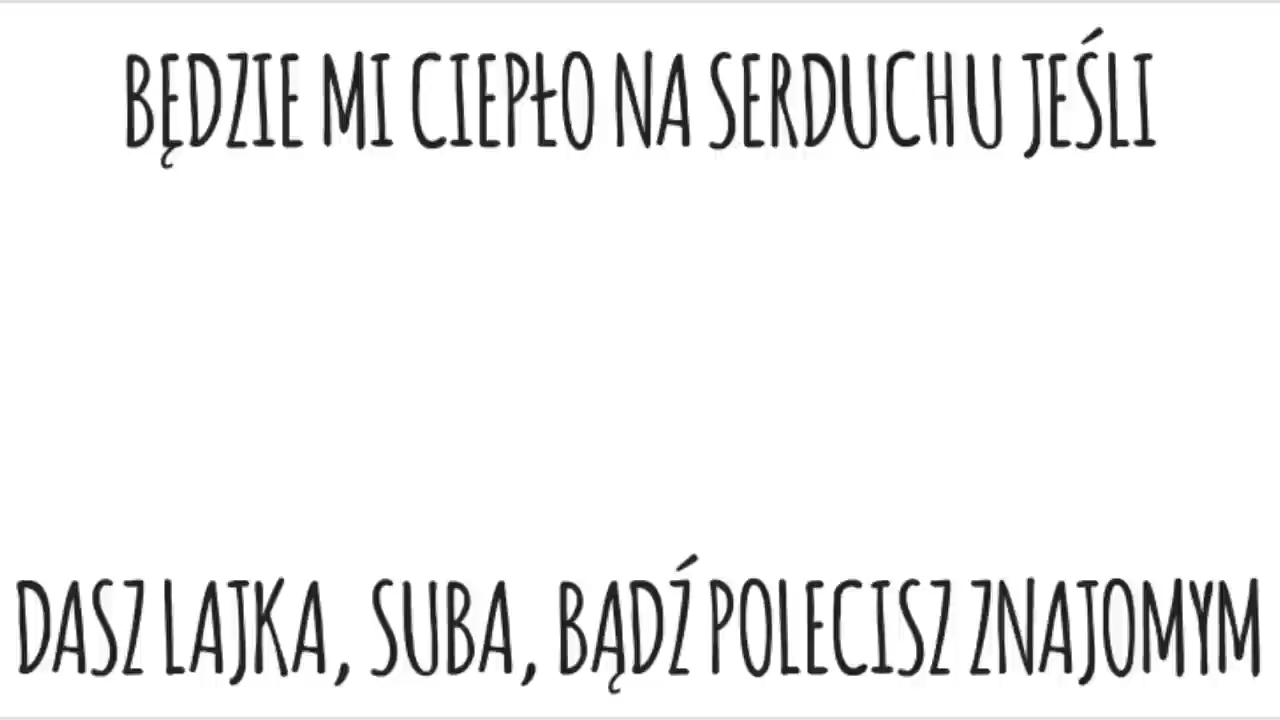 BĘDZIE MI CIEPŁO NA SERDUCHU JEŚLI
DASZ LAJKA, SUBA, BĄDŹ POLECISZ ZNAJOMYM